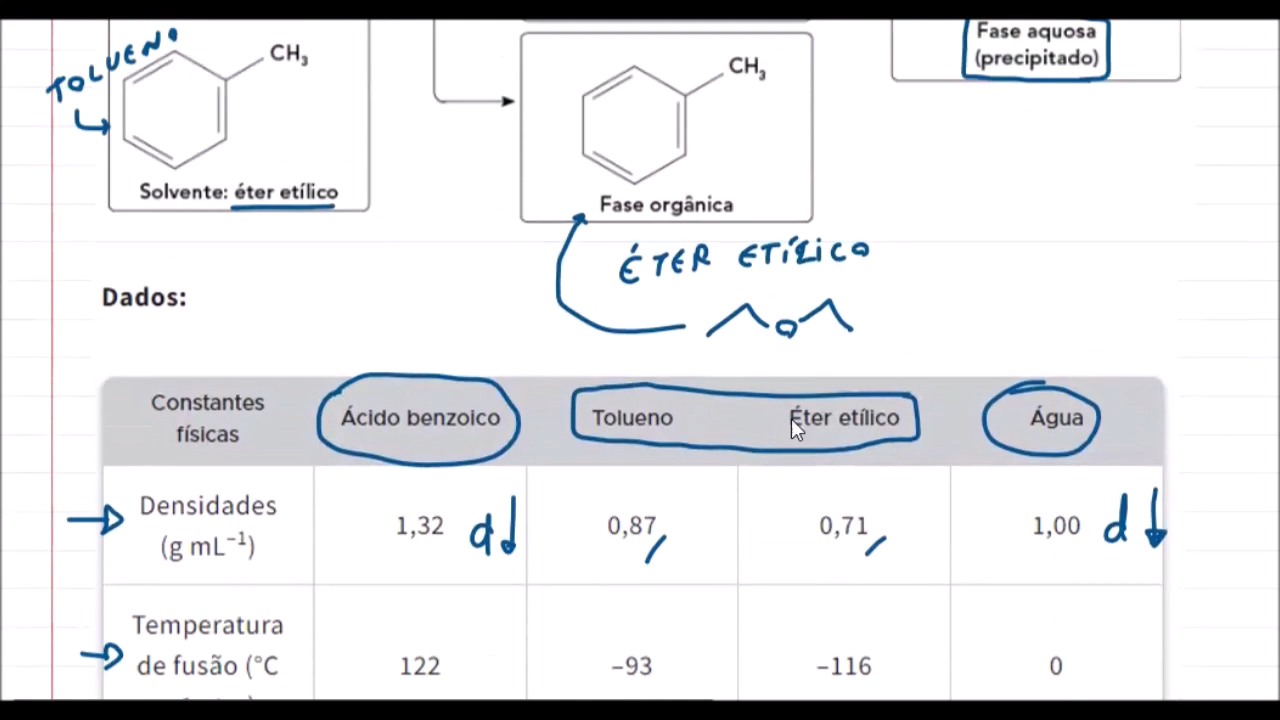 TOLUENO
CH3
Solvente: éter etílico
CH3
Fase orgânica
Fase aquosa
(precipitado)
ÉTER ETÍLICO
O
Dados:
Constantes
físicas
Ácido benzoico
Tolueno
Éter etílico
Água
Densidades
(g mL−1)
1,32
d↓
0,87
0,71
1,00
d↓
Temperatura
de fusão (°C
122
–93
–116
0